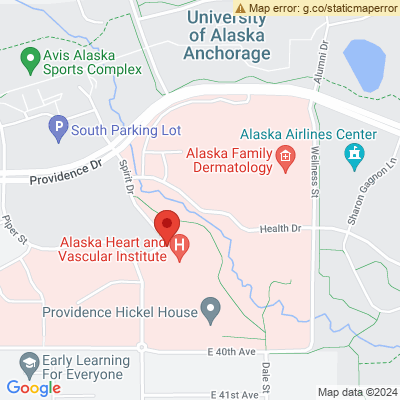 Map error: g.co/staticmaperror
University
of Alaska
Anchorage
Alumni Dr
Avis Alaska
Sports Complex
South Parking Lot
Alaska Airlines Center
Alaska Family
Dermatology
Wellness St
Sharon Gagnon Ln
Providence Dr
Spirit Dr
Piper St
Health Dr
Alaska Heart and
Vascular Institute
H
Providence Hickel House
E 40th Ave
Early Learning
For Everyone
Dale St
E 41st Ave
Google
Map data ©2024
P